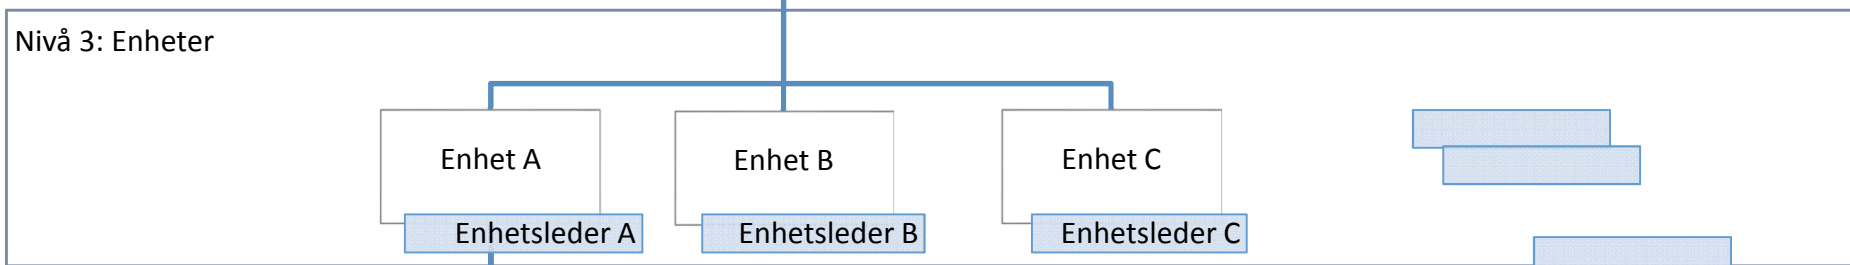 Nivå 3: Enheter
Enhet A
Enhet B
Enhet C
Enhetsleder A
Enhetsleder B
Enhetsleder C